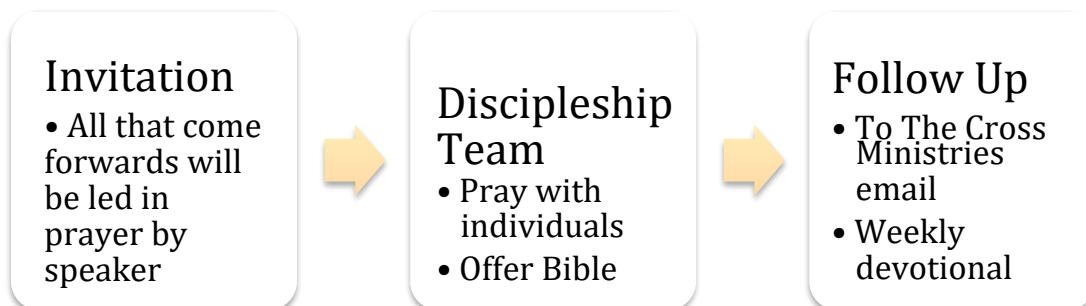 Invitation
• All that come
forwards will
be led in
prayer by
speaker
Discipleship
Team
• Pray with
individuals
• Offer Bible
Follow Up
• To The Cross
Ministries
email
• Weekly
devotional